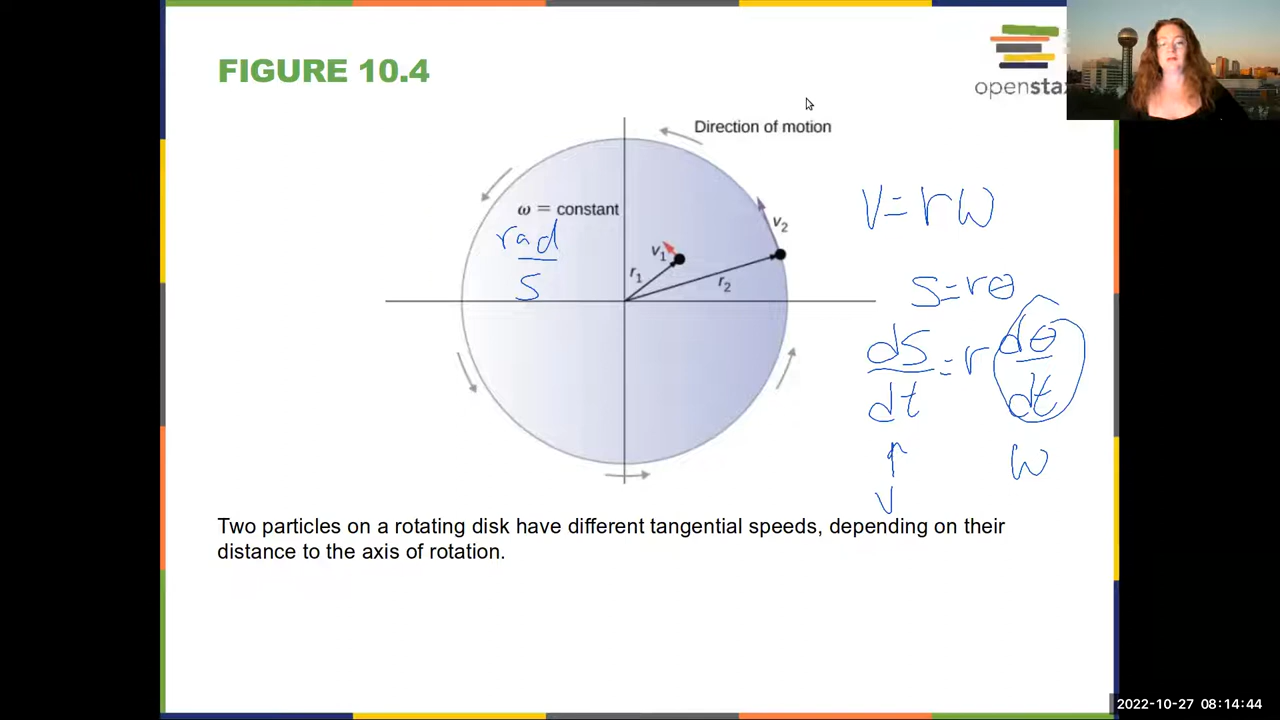 FIGURE 10.4
openstax
Direction of motion
ω = constant
rad
s
v1
r1
v2
r2
v=rω
s=rθ
ds/dt=r dθ/dt
↑
v
ω
Two particles on a rotating disk have different tangential speeds, depending on their
distance to the axis of rotation.
2022-10-27 08:14:44